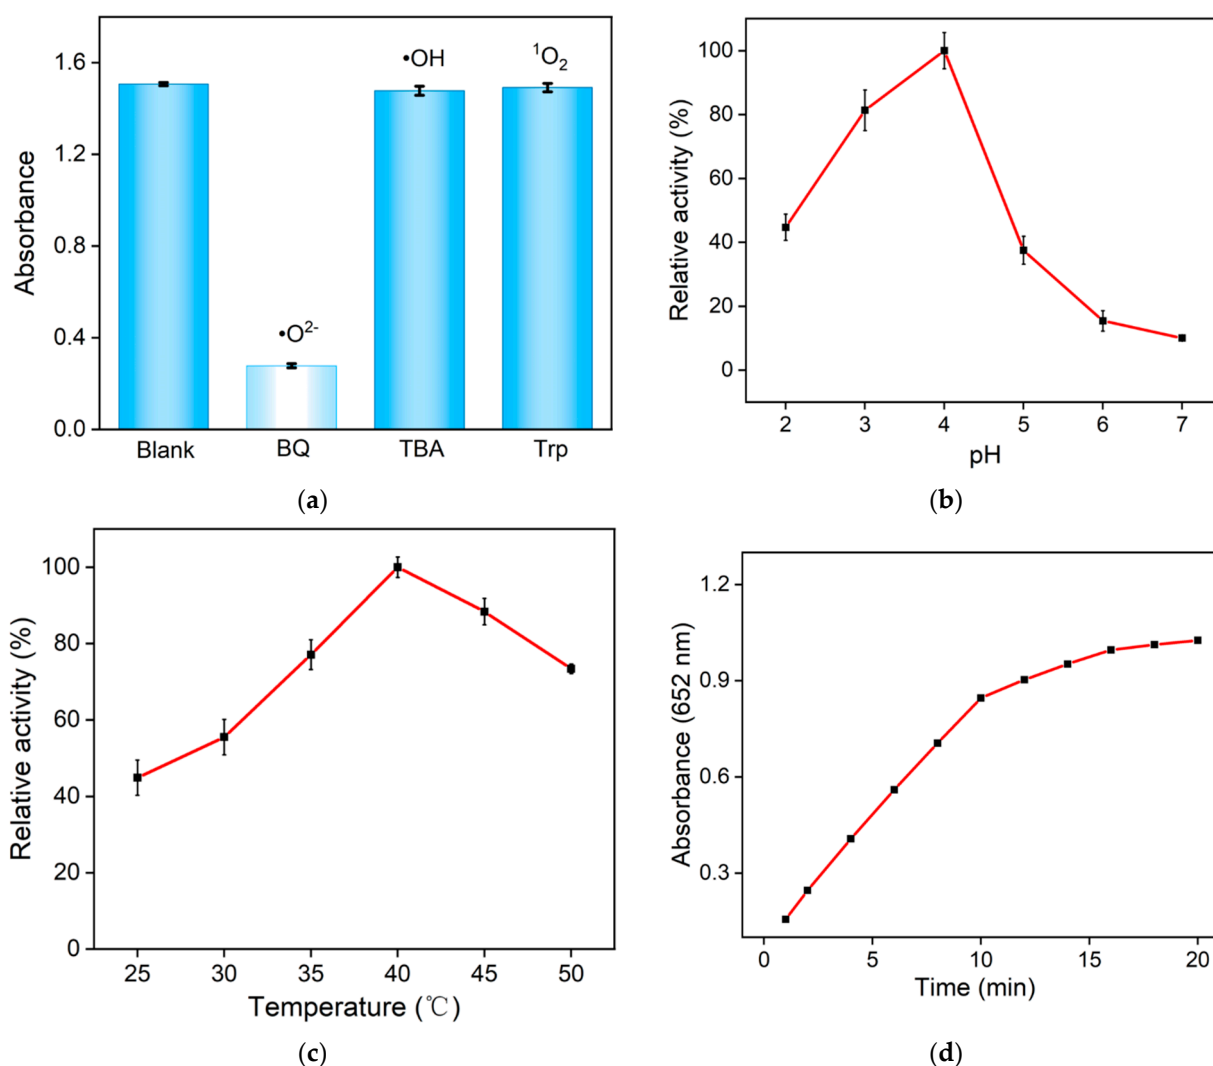 Absorbance
1.6
1.2
0.8
0.4
0.0
•O²⁻
•OH
¹O₂
Blank
BQ
TBA
Trp
(a)
Relative activity (%)
100
80
60
40
20
0
2 3 4 5 6 7
pH
(b)
Relative activity (%)
100
80
60
40
20
0
25 30 35 40 45 50
Temperature (℃)
(c)
Absorbance (652 nm)
1.2
0.9
0.6
0.3
0 5 10 15 20
Time (min)
(d)